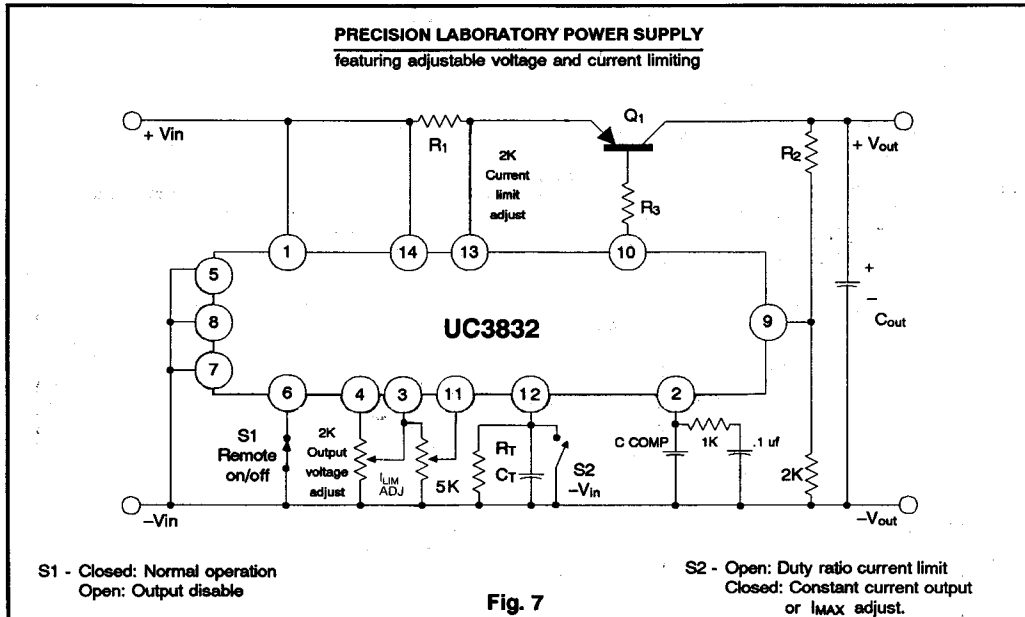 PRECISION LABORATORY POWER SUPPLY
featuring adjustable voltage and current limiting
Q1
+ Vin
R1
R2
+ Vout
2K
Current
limit
adjust
R3
1
14
13
10
5
8
7
UC3832
9
+
–
Cout
6
4
3
11
12
2
S1
Remote
on/off
2K
Output
voltage
adjust
ILIM
ADJ
5K
RT
CT
S2
–Vin
C COMP
1K
.1 uf
2K
–Vin
–Vout
S1 - Closed: Normal operation
Open: Output disable
S2 - Open: Duty ratio current limit
Closed: Constant current output
or IMAX adjust.
Fig. 7